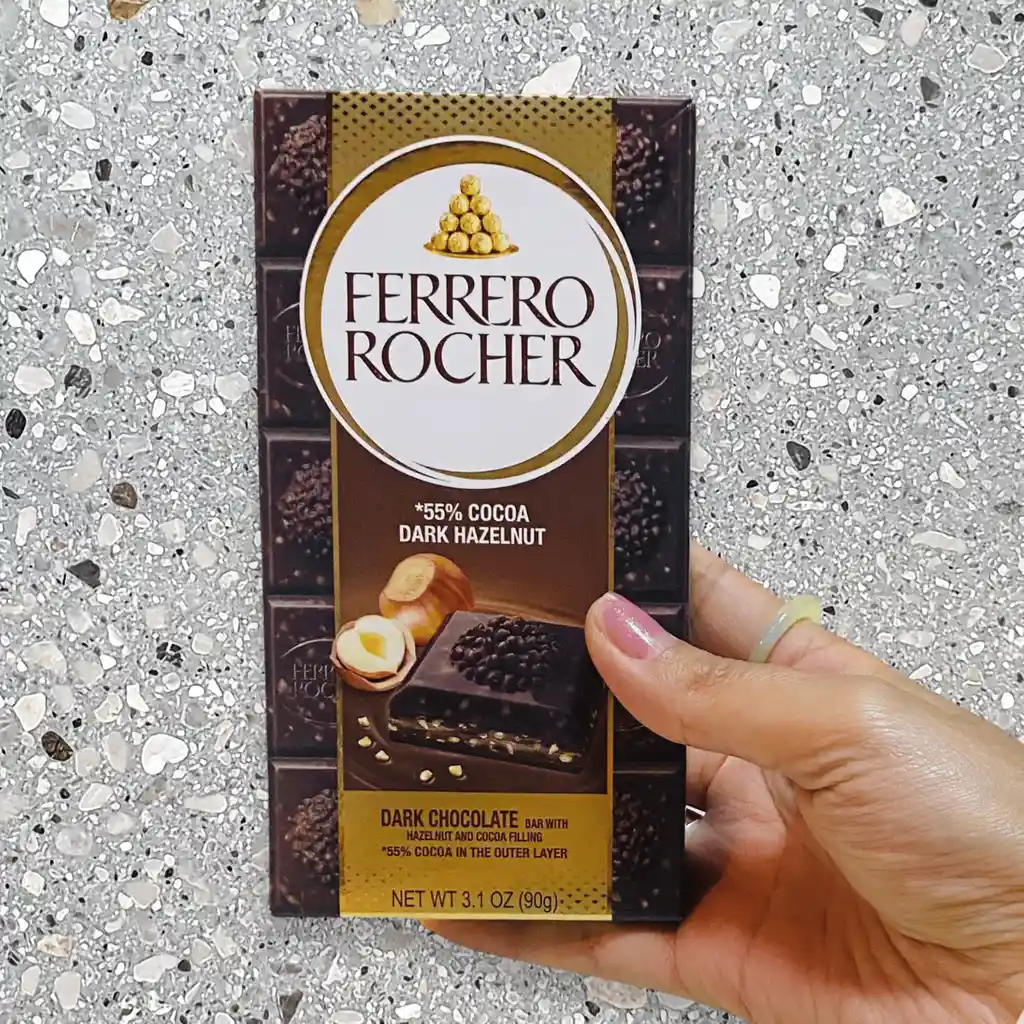 FERRERO
ROCHER
*55% COCOA
DARK HAZELNUT
DARK CHOCOLATE BAR WITH
HAZELNUT AND COCOA FILLING
*55% COCOA IN THE OUTER LAYER
NET WT 3.1 OZ (90g)